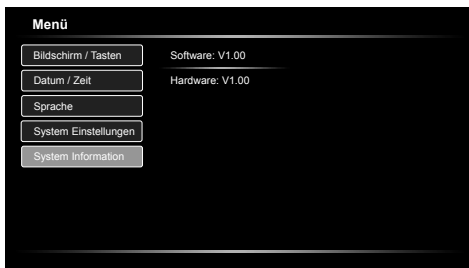 Menü
Bildschirm / Tasten
Software: V1.00
Datum / Zeit
Hardware: V1.00
Sprache
System Einstellungen
System Information